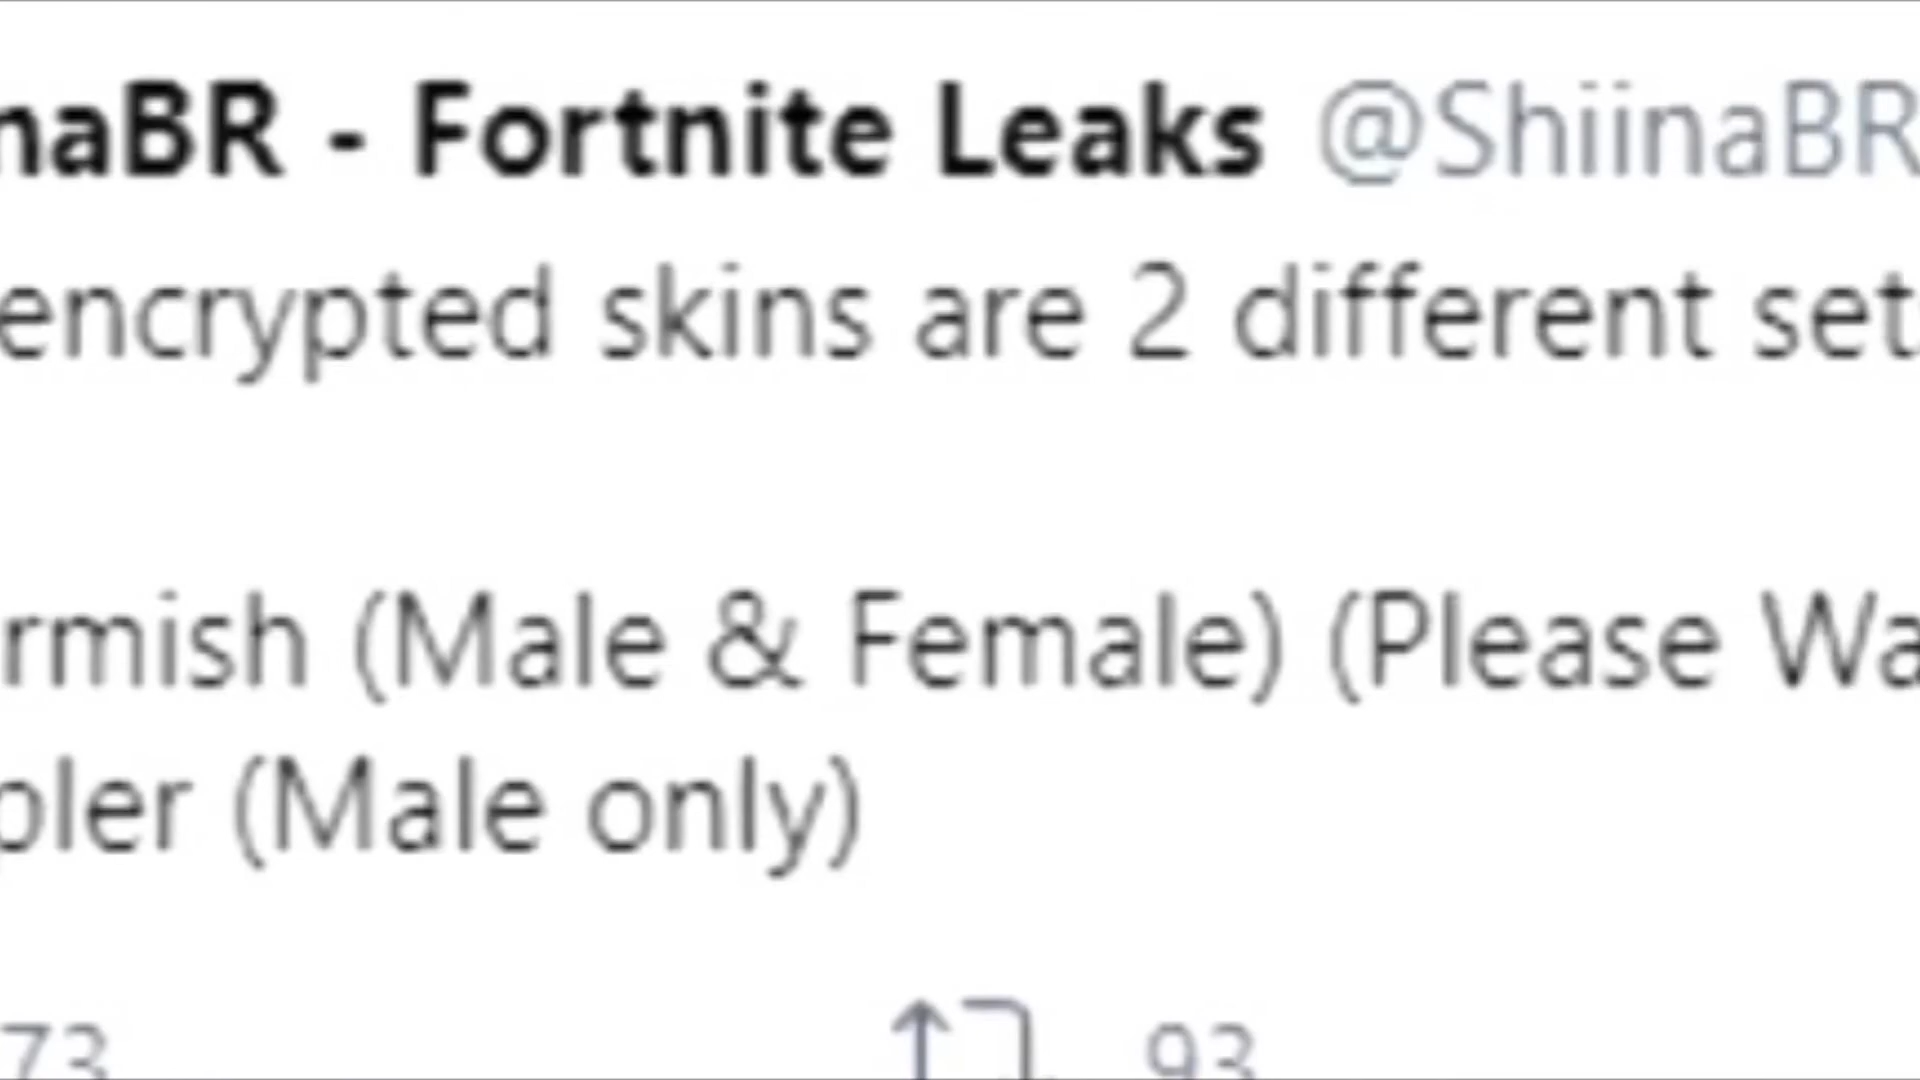 naBR - Fortnite Leaks @ShiinaBR
encrypted skins are 2 different set
rmish (Male & Female) (Please Wa
pler (Male only)
73
93